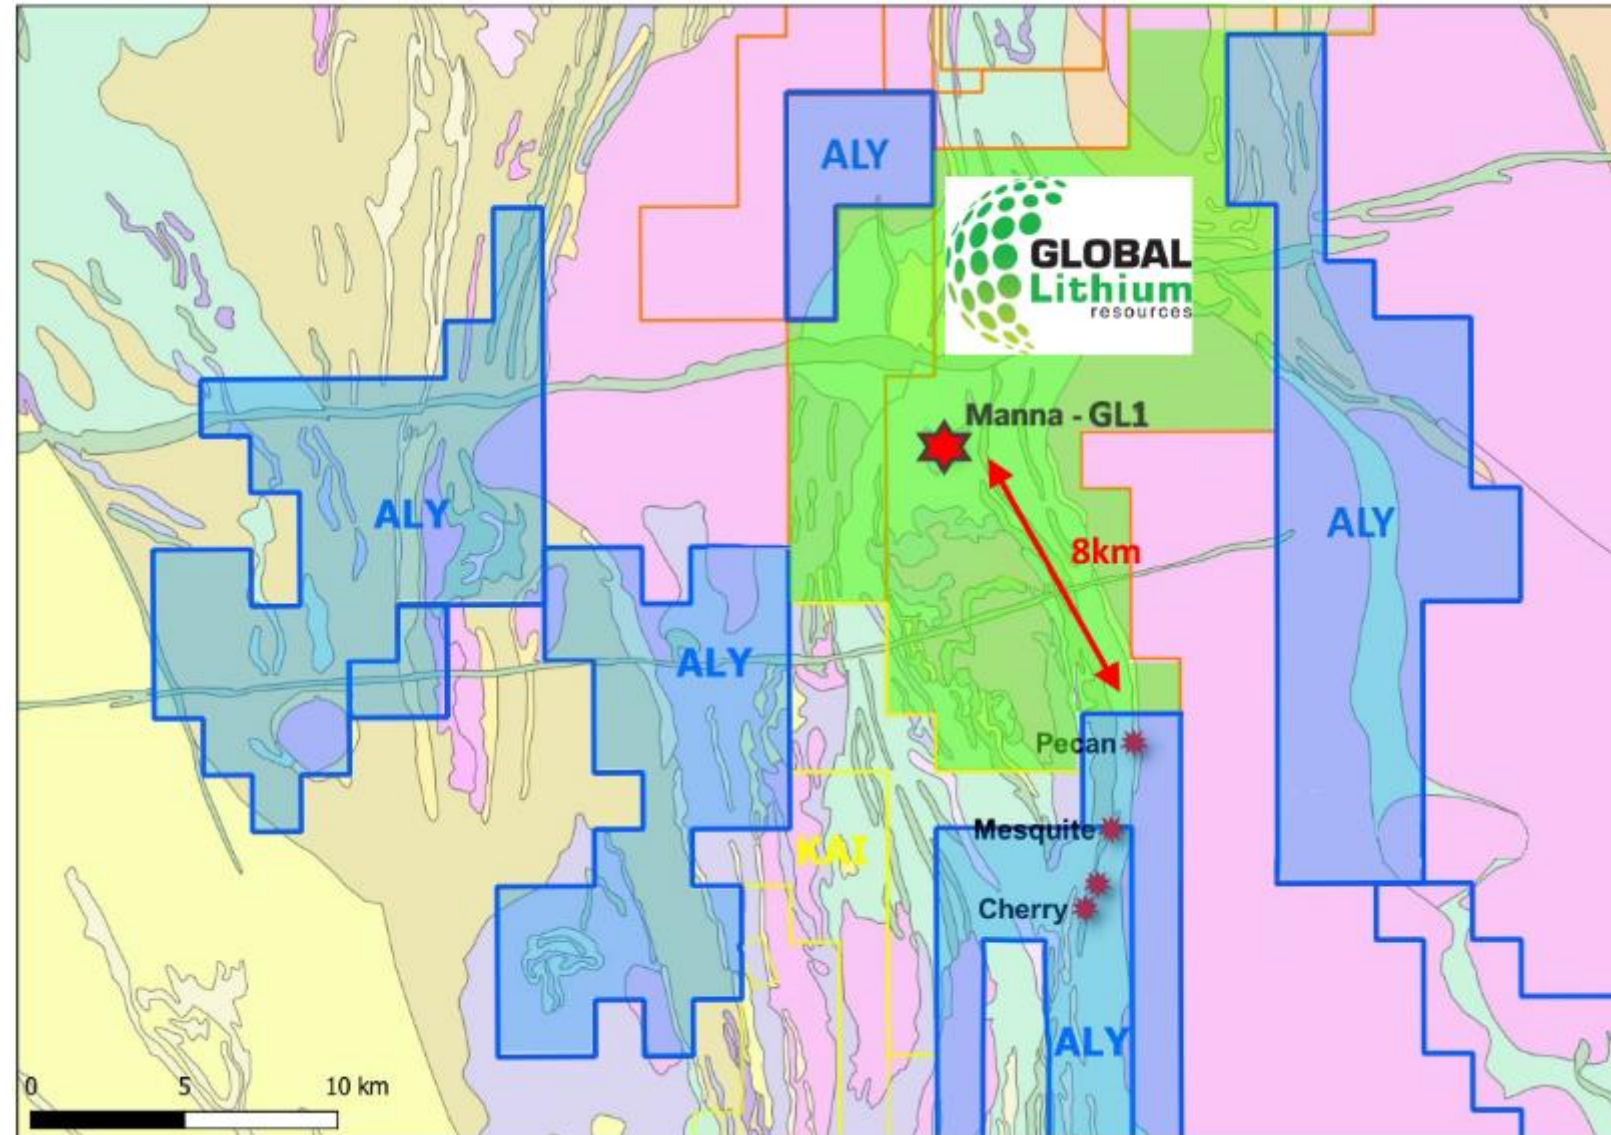 ALY
GLOBAL
Lithium
resources
Manna - GL1
ALY
ALY
8km
ALY
Pecan
Mesquite
KAI
Cherry
ALY
0 5 10 km